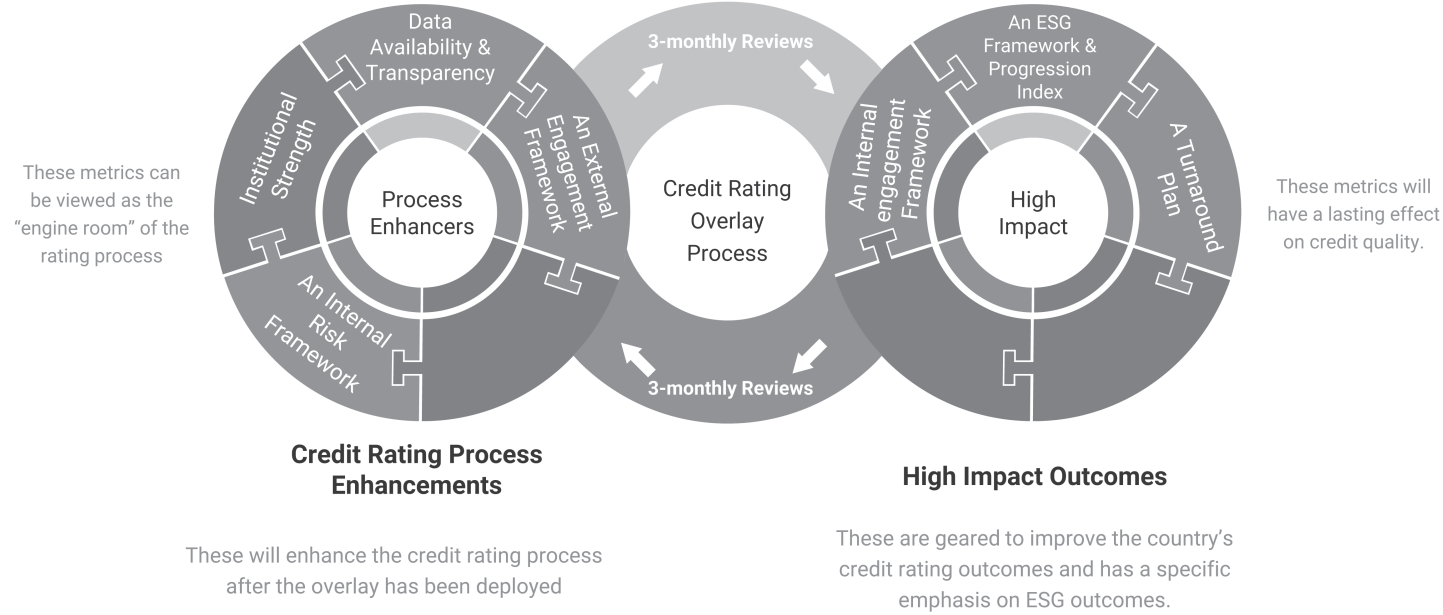 These metrics can
be viewed as the
“engine room” of the
rating process
Institutional
Strength
Data
Availability &
Transparency
An External
Engagement
Framework
An Internal
Risk
Framework
Process
Enhancers
3-monthly Reviews
Credit Rating
Overlay
Process
3-monthly Reviews
An Internal
engagement
Framework
An ESG
Framework &
Progression
Index
A Turnaround
Plan
High
Impact
These metrics will
have a lasting effect
on credit quality.
Credit Rating Process
Enhancements
These will enhance the credit rating process
after the overlay has been deployed
High Impact Outcomes
These are geared to improve the country’s
credit rating outcomes and has a specific
emphasis on ESG outcomes.